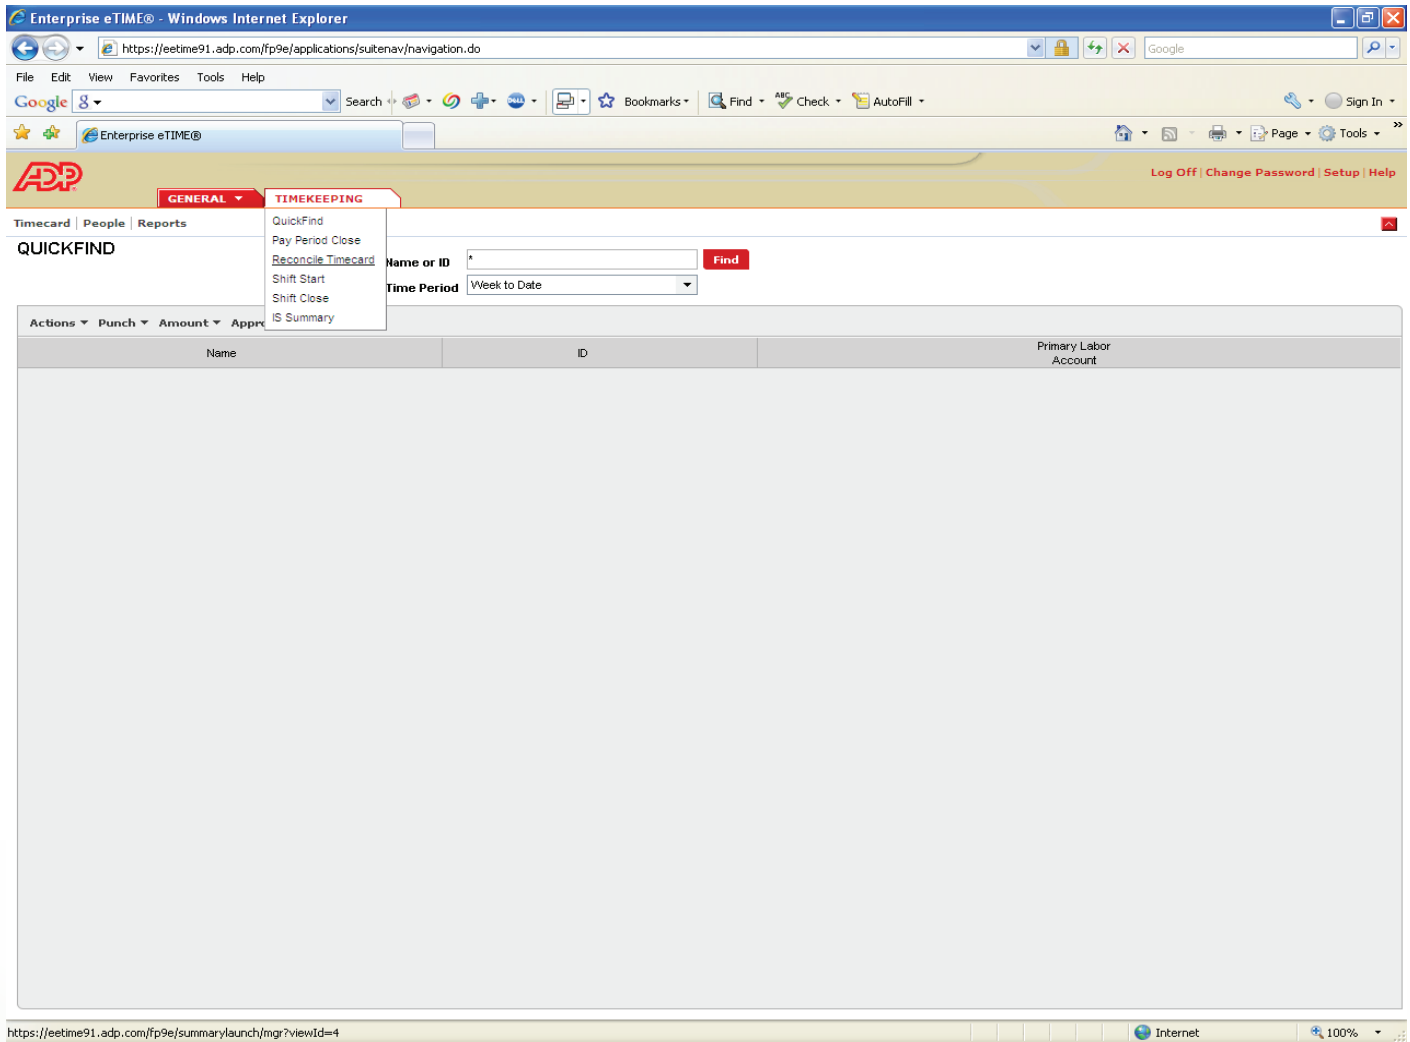 Enterprise eTIME® - Windows Internet Explorer
https://eetime91.adp.com/fp9e/applications/suitenav/navigation.do
Google
File Edit View Favorites Tools Help
Google Search Bookmarks Find Check AutoFill Sign In
Enterprise eTIME® Page Tools
ADP
Log Off | Change Password | Setup | Help
GENERAL TIMEKEEPING
Timecard | People | Reports
QUICKFIND
QuickFind
Pay Period Close
Reconcile Timecard
Shift Start
Shift Close
IS Summary
Name or ID * Find
Time Period Week to Date
Actions Punch Amount Appro
Name ID Primary Labor
Account
https://eetime91.adp.com/fp9e/summarylaunch/mgr?viewId=4 Internet 100%